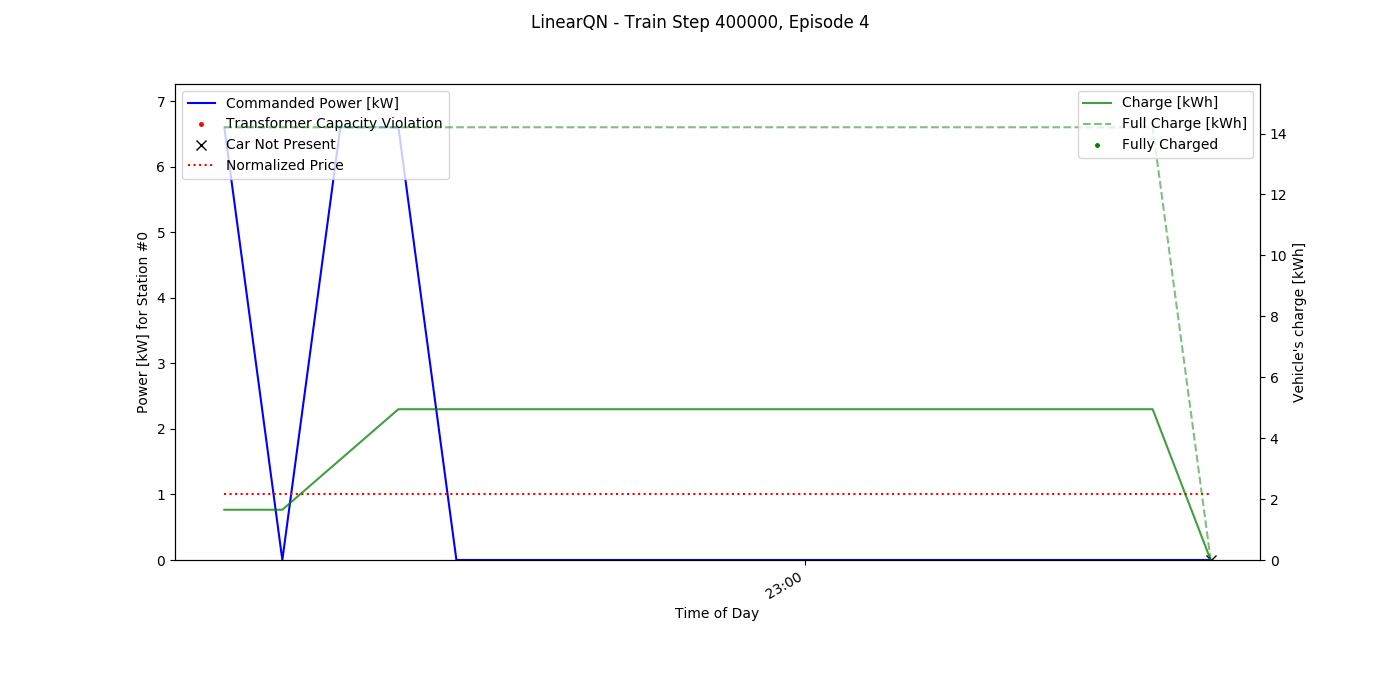 LinearQN - Train Step 400000, Episode 4
Commanded Power [kW]
Transformer Capacity Violation
Car Not Present
Normalized Price
Charge [kWh]
Full Charge [kWh]
Fully Charged
7
6
5
4
3
2
1
0
Power [kW] for Station #0
14
12
10
8
6
4
2
0
Vehicle's charge [kWh]
23:00
Time of Day